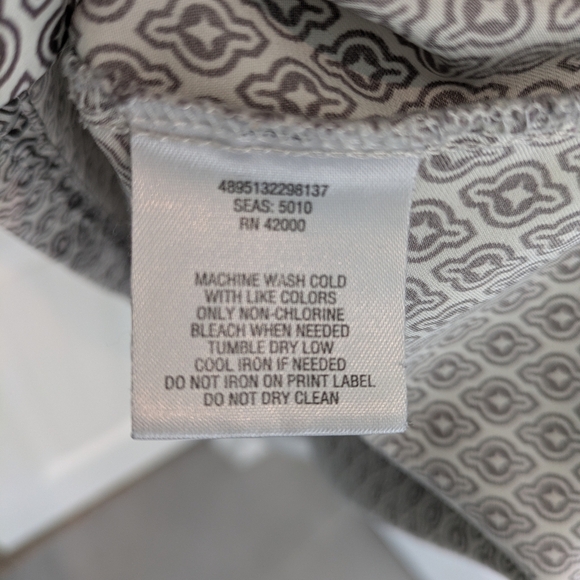 4895132298137
SEAS: 5010
RN 42000
MACHINE WASH COLD
WITH LIKE COLORS
ONLY NON-CHLORINE
BLEACH WHEN NEEDED
TUMBLE DRY LOW
COOL IRON IF NEEDED
DO NOT IRON ON PRINT LABEL
DO NOT DRY CLEAN